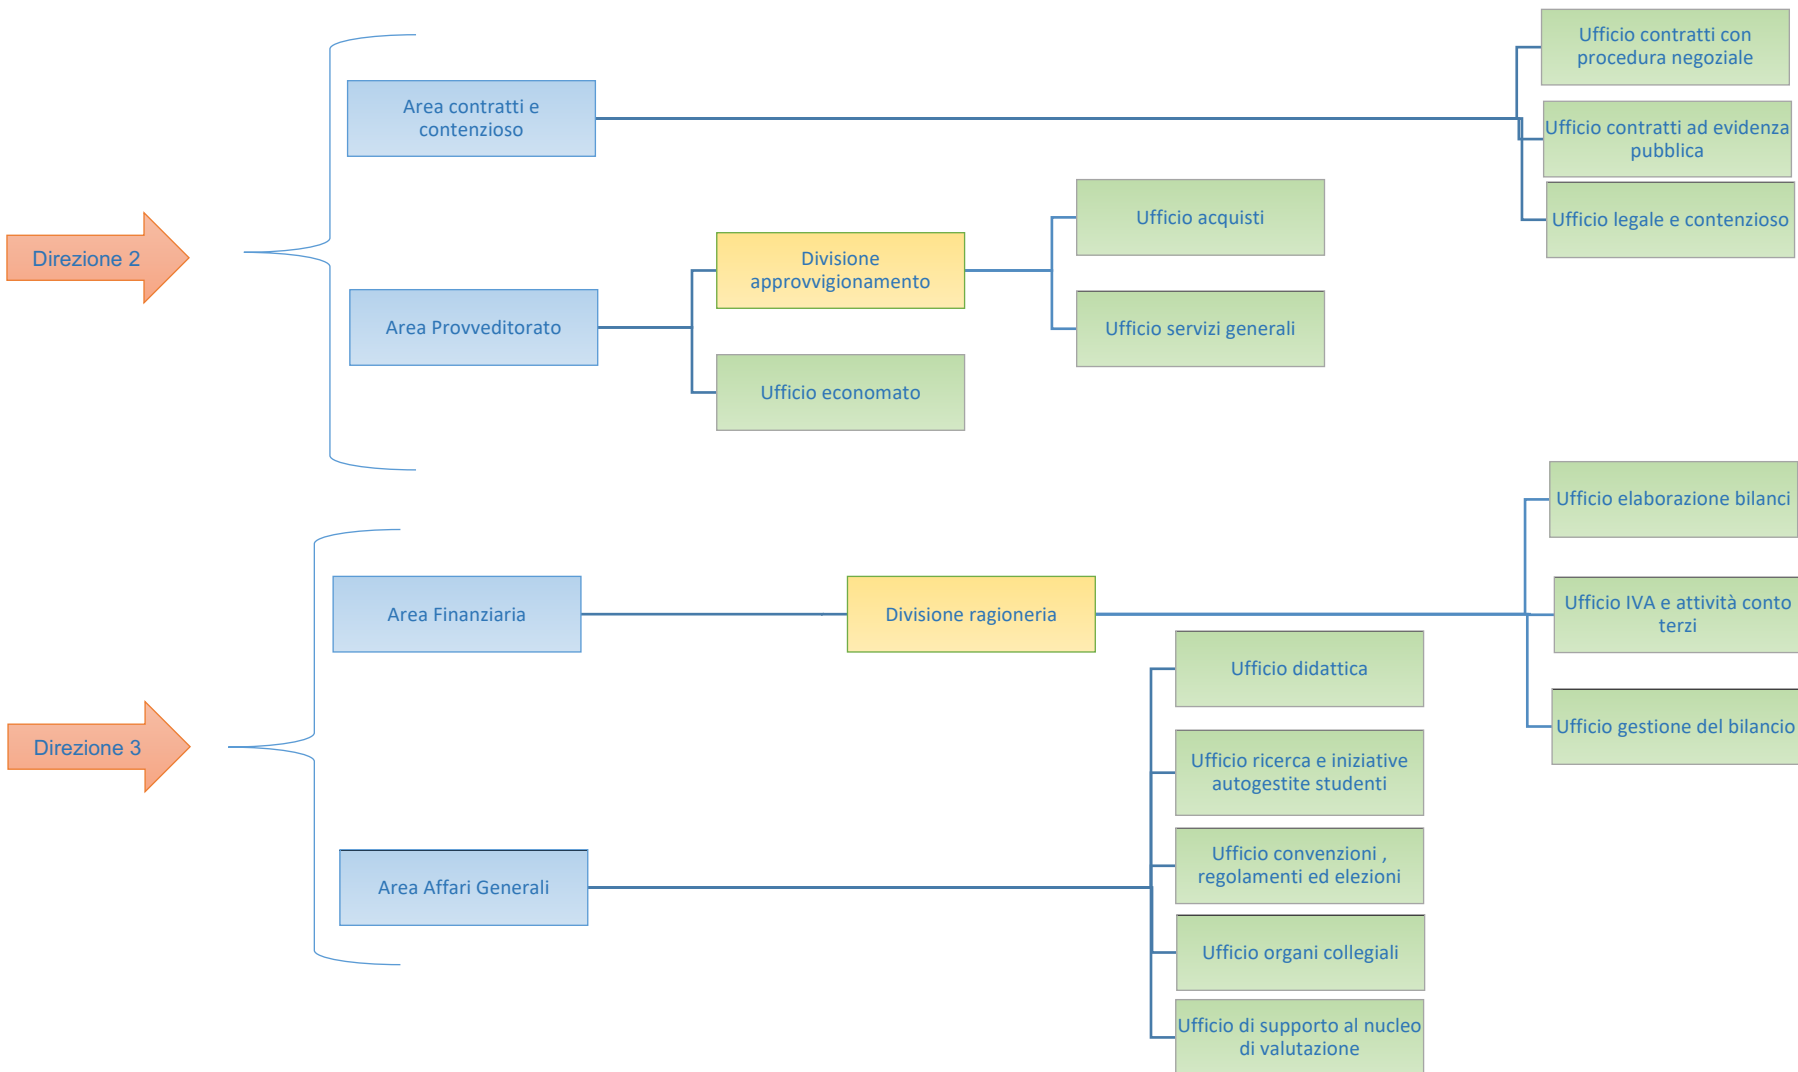 Direzione 2
Area contratti e
contenzioso
Ufficio contratti con
procedura negoziale
Ufficio contratti ad evidenza
pubblica
Ufficio legale e contenzioso
Area Provveditorato
Divisione
approvvigionamento
Ufficio acquisti
Ufficio servizi generali
Ufficio economato
Direzione 3
Area Finanziaria
Divisione ragioneria
Ufficio elaborazione bilanci
Ufficio IVA e attività conto
terzi
Ufficio gestione del bilancio
Area Affari Generali
Ufficio didattica
Ufficio ricerca e iniziative
autogestite studenti
Ufficio convenzioni ,
regolamenti ed elezioni
Ufficio organi collegiali
Ufficio di supporto al nucleo
di valutazione